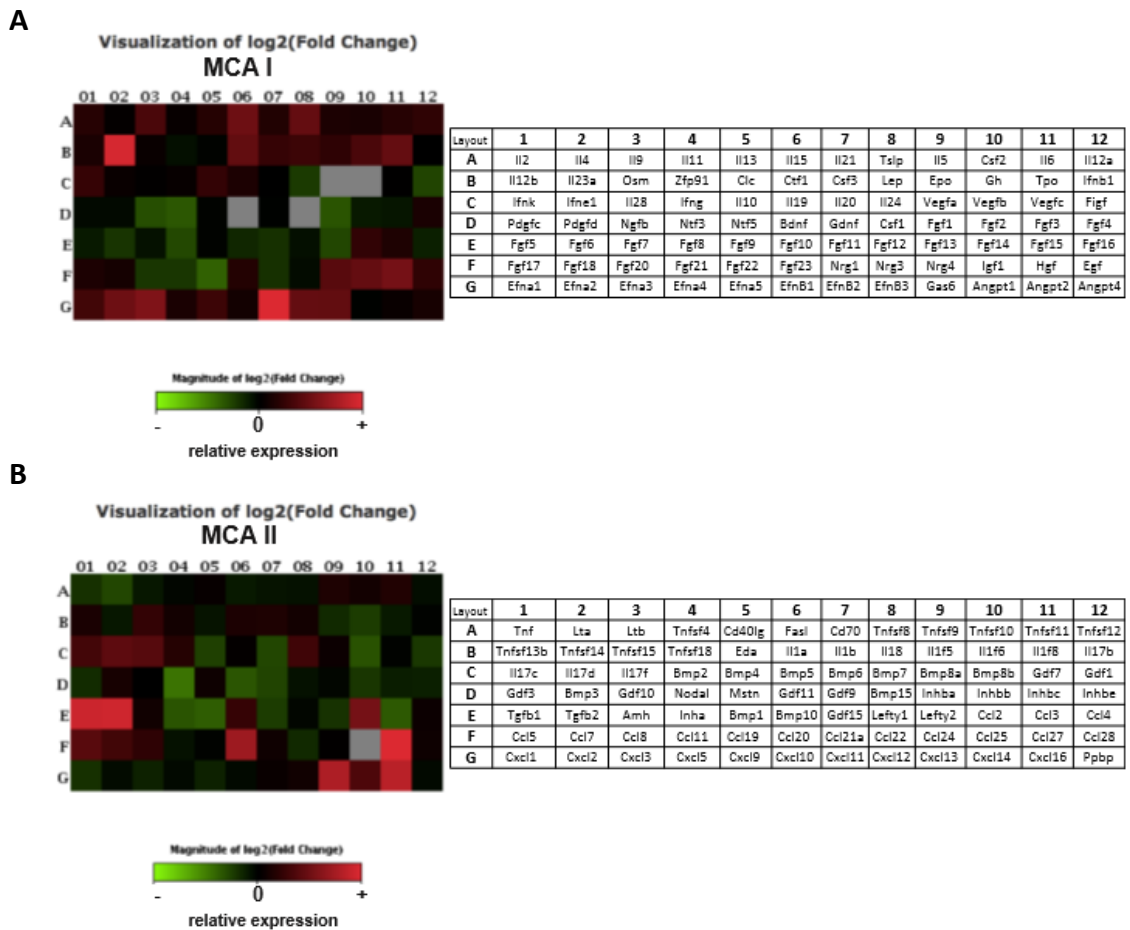 A
Visualization of log2(Fold Change)
MCA I
01 02 03 04 05 06 07 08 09 10 11 12
A
B
C
D
E
F
G
Layout 1 2 3 4 5 6 7 8 9 10 11 12
A Il2 Il4 Il9 Il11 Il13 Il15 Il21 Tslp Il5 Csf2 Il6 Il12a
B Il12b Il23a Osm Zfp91 Clc Ctf1 Csf3 Lep Epo Gh Tpo Ifnb1
C Ifnk Ifne1 Il28 Ifng Il10 Il19 Il20 Il24 Vegfa Vegfb Vegfc Figf
D Pdgfc Pdgfd Ngfb Ntf3 Ntf5 Bdnf Gdnf Csf1 Fgf1 Fgf2 Fgf3 Fgf4
E Fgf5 Fgf6 Fgf7 Fgf8 Fgf9 Fgf10 Fgf11 Fgf12 Fgf13 Fgf14 Fgf15 Fgf16
F Fgf17 Fgf18 Fgf20 Fgf21 Fgf22 Fgf23 Nrg1 Nrg3 Nrg4 Igf1 Hgf Egf
G Efna1 Efna2 Efna3 Efna4 Efna5 EfnB1 EfnB2 EfnB3 Gas6 Angpt1 Angpt2 Angpt4
Magnitude of log2(Fold Change)
- 0 +
relative expression
B
Visualization of log2(Fold Change)
MCA II
01 02 03 04 05 06 07 08 09 10 11 12
A
B
C
D
E
F
G
Layout 1 2 3 4 5 6 7 8 9 10 11 12
A Tnf Lta Ltb Tnfsf4 Cd40lg Fasl Cd70 Tnfsf8 Tnfsf9 Tnfsf10 Tnfsf11 Tnfsf12
B Tnfsf13b Tnfsf14 Tnfsf15 Tnfsf18 Eda Il1a Il1b Il18 Il1f5 Il1f6 Il1f8 Il17b
C Il17c Il17d Il17f Bmp2 Bmp4 Bmp5 Bmp6 Bmp7 Bmp8a Bmp8b Gdf7 Gdf1
D Gdf3 Bmp3 Gdf10 Nodal Mstn Gdf11 Gdf9 Bmp15 Inhba Inhbb Inhbc Inhbe
E Tgfb1 Tgfb2 Amh Inha Bmp1 Bmp10 Gdf15 Lefty1 Lefty2 Ccl2 Ccl3 Ccl4
F Ccl5 Ccl7 Ccl8 Ccl11 Ccl19 Ccl20 Ccl21a Ccl22 Ccl24 Ccl25 Ccl27 Ccl28
G Cxcl1 Cxcl2 Cxcl3 Cxcl5 Cxcl9 Cxcl10 Cxcl11 Cxcl12 Cxcl13 Cxcl14 Cxcl16 Ppbp
Magnitude of log2(Fold Change)
- 0 +
relative expression